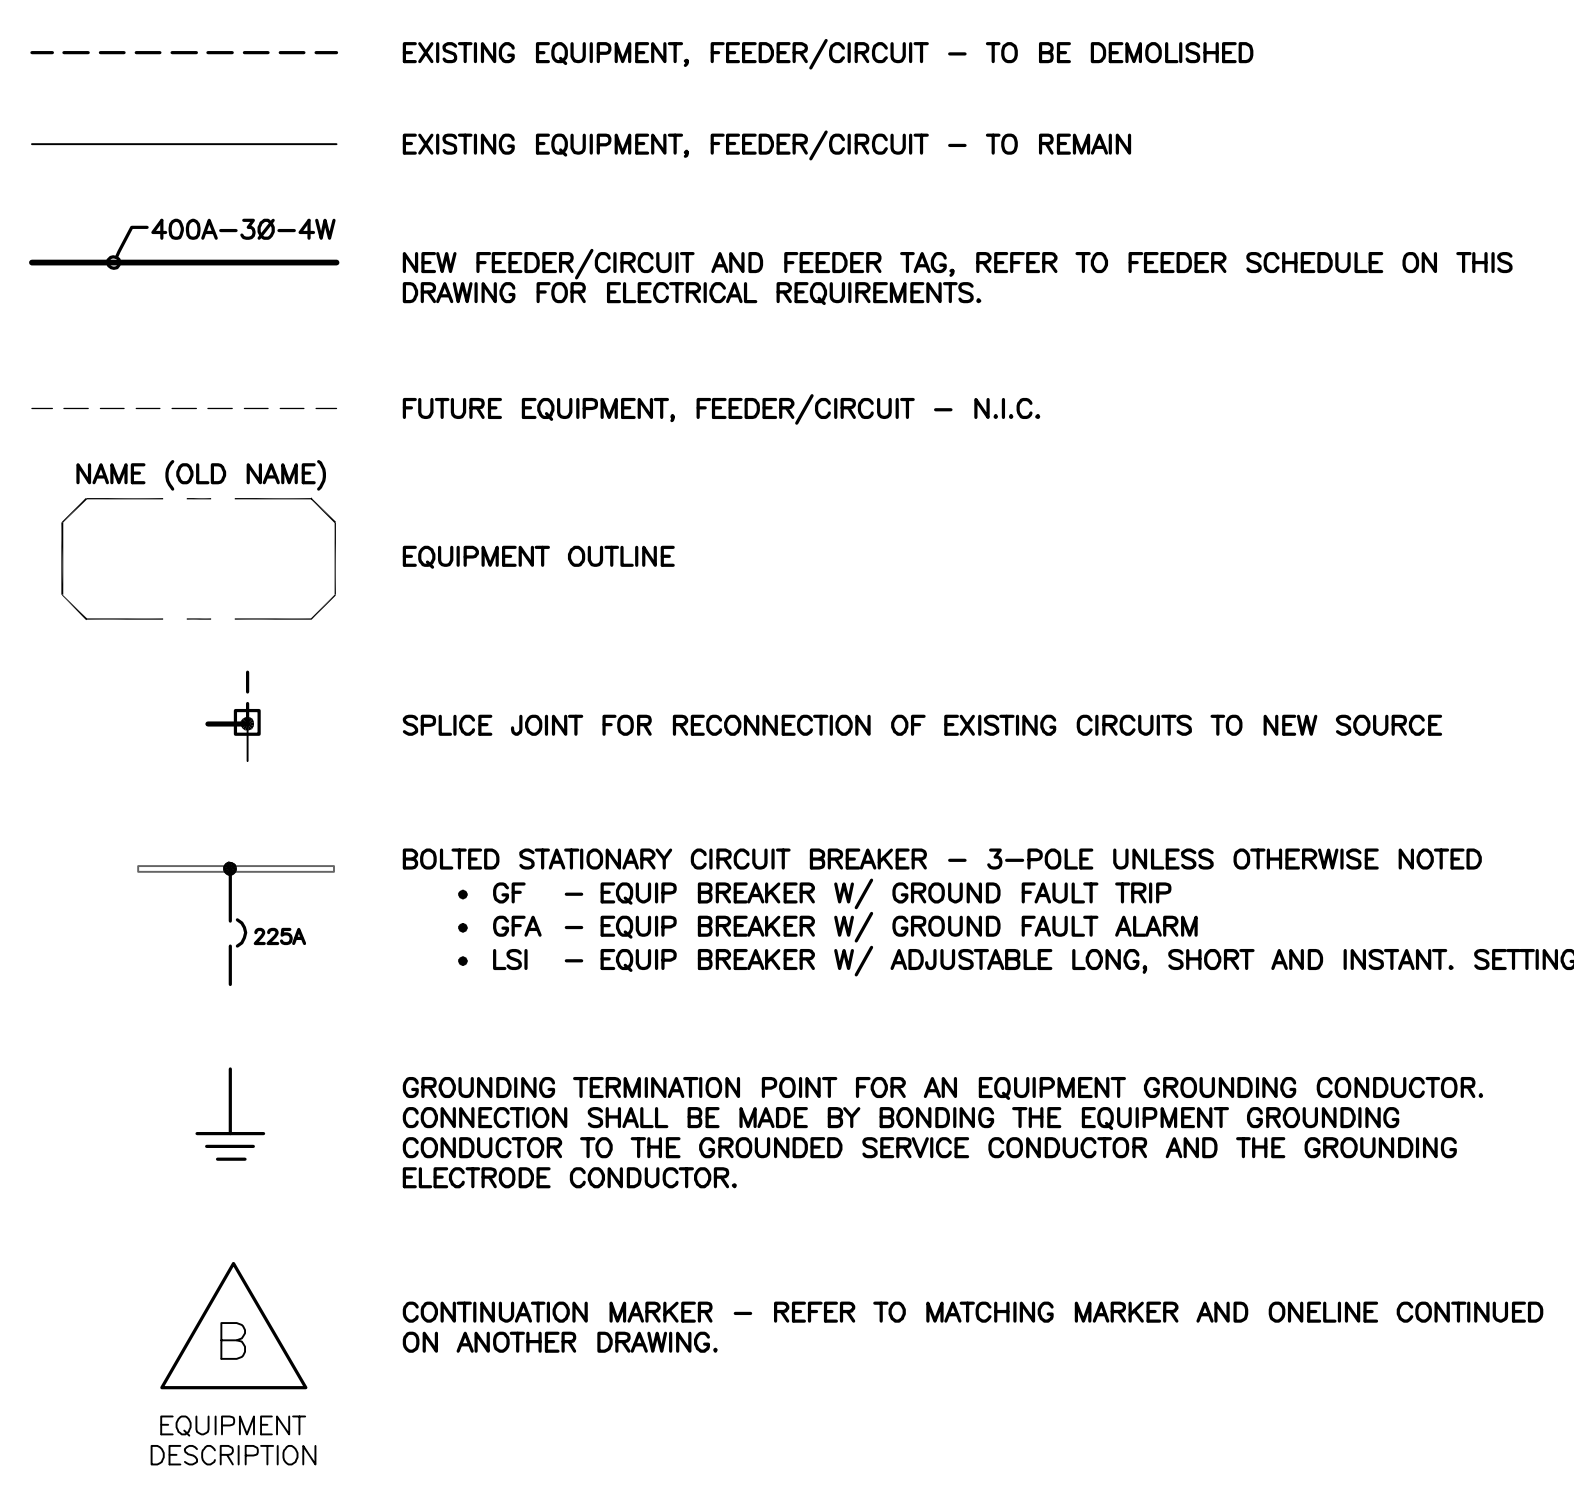 EXISTING EQUIPMENT, FEEDER/CIRCUIT – TO BE DEMOLISHED
EXISTING EQUIPMENT, FEEDER/CIRCUIT – TO REMAIN
400A–3Ø–4W
NEW FEEDER/CIRCUIT AND FEEDER TAG, REFER TO FEEDER SCHEDULE ON THIS
DRAWING FOR ELECTRICAL REQUIREMENTS.
FUTURE EQUIPMENT, FEEDER/CIRCUIT – N.I.C.
NAME (OLD NAME)
EQUIPMENT OUTLINE
SPLICE JOINT FOR RECONNECTION OF EXISTING CIRCUITS TO NEW SOURCE
BOLTED STATIONARY CIRCUIT BREAKER – 3–POLE UNLESS OTHERWISE NOTED
• GF – EQUIP BREAKER W/ GROUND FAULT TRIP
• GFA – EQUIP BREAKER W/ GROUND FAULT ALARM
• LSI – EQUIP BREAKER W/ ADJUSTABLE LONG, SHORT AND INSTANT. SETTING
225A
GROUNDING TERMINATION POINT FOR AN EQUIPMENT GROUNDING CONDUCTOR.
CONNECTION SHALL BE MADE BY BONDING THE EQUIPMENT GROUNDING
CONDUCTOR TO THE GROUNDED SERVICE CONDUCTOR AND THE GROUNDING
ELECTRODE CONDUCTOR.
B
EQUIPMENT
DESCRIPTION
CONTINUATION MARKER – REFER TO MATCHING MARKER AND ONELINE CONTINUED
ON ANOTHER DRAWING.